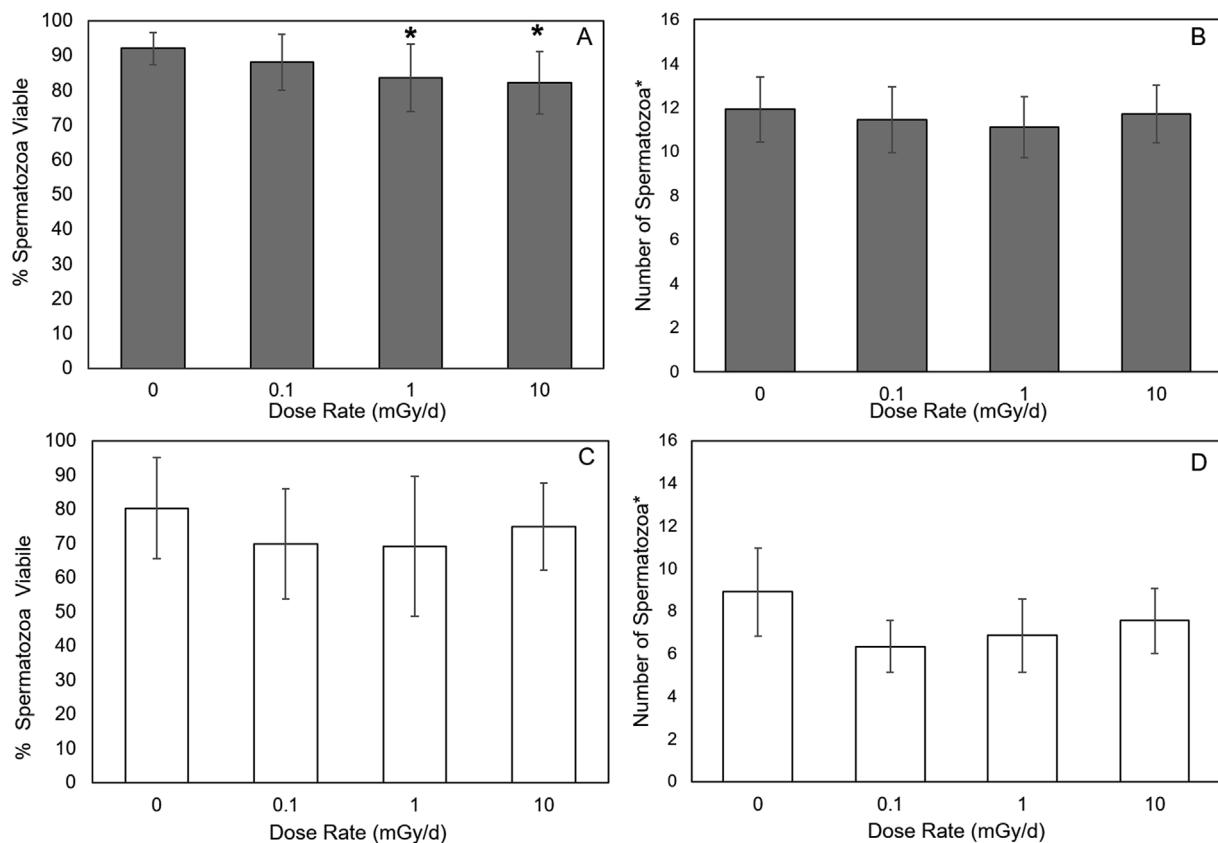 100
90
80
70
60
50
40
30
20
10
0
% Spermatozoa Viable
* *
A
0 0.1 1 10
Dose Rate (mGy/d)
16
14
12
10
8
6
4
2
0
Number of Spermatozoa*
B
0 0.1 1 10
Dose Rate (mGy/d)
100
90
80
70
60
50
40
30
20
10
0
% Spermatozoa Viabile
C
0 0.1 1 10
Dose Rate (mGy/d)
16
14
12
10
8
6
4
2
0
Number of Spermatozoa*
D
0 0.1 1 10
Dose Rate (mGy/d)